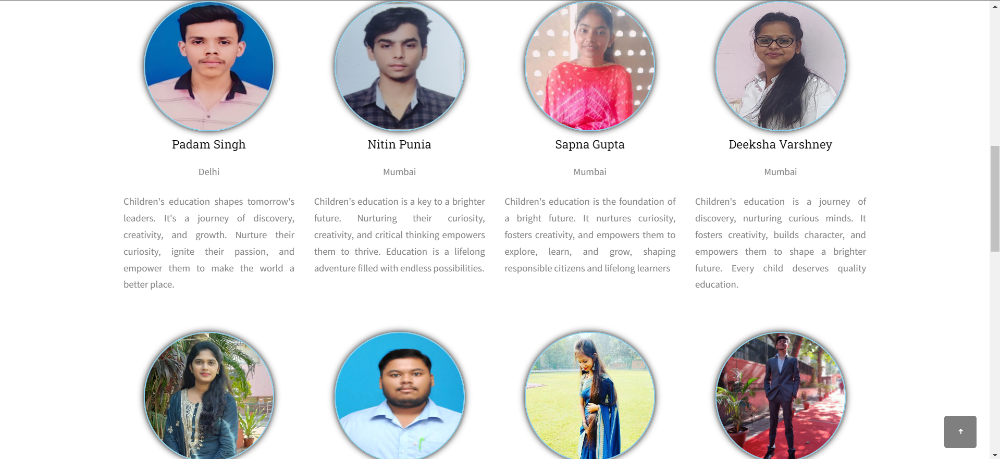 Padam Singh
Delhi
Children's education shapes tomorrow's
leaders. It's a journey of discovery,
creativity, and growth. Nurture their
curiosity, ignite their passion, and
empower them to make the world a
better place.
Nitin Punia
Mumbai
Children's education is a key to a brighter
future. Nurturing their curiosity,
creativity, and critical thinking empowers
them to thrive. Education is a lifelong
adventure filled with endless possibilities.
Sapna Gupta
Mumbai
Children's education is the foundation of
a bright future. It nurtures curiosity,
fosters creativity, and empowers them to
explore, learn, and grow, shaping
responsible citizens and lifelong learners
Deeksha Varshney
Mumbai
Children's education is a journey of
discovery, nurturing curious minds. It
fosters creativity, builds character, and
empowers them to shape a brighter
future. Every child deserves quality
education.